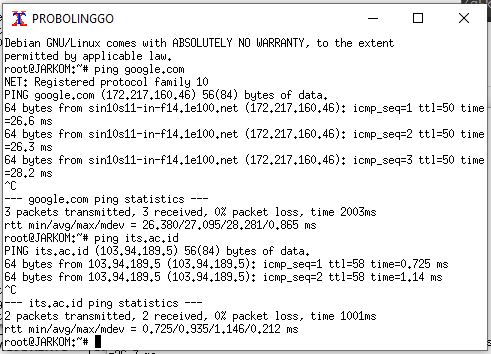 PROBOLINGGO
Debian GNU/Linux comes with ABSOLUTELY NO WARRANTY, to the extent
permitted by applicable law.
root@JARKOM:~# ping google.com
NET: Registered protocol family 10
PING google.com (172.217.160.46) 56(84) bytes of data.
64 bytes from sin10s11-in-f14.1e100.net (172.217.160.46): icmp_seq=1 ttl=50 time
=26.6 ms
64 bytes from sin10s11-in-f14.1e100.net (172.217.160.46): icmp_seq=2 ttl=50 time
=26.3 ms
64 bytes from sin10s11-in-f14.1e100.net (172.217.160.46): icmp_seq=3 ttl=50 time
=28.2 ms
^C
--- google.com ping statistics ---
3 packets transmitted, 3 received, 0% packet loss, time 2003ms
rtt min/avg/max/mdev = 26.380/27.095/28.281/0.865 ms
root@JARKOM:~# ping its.ac.id
PING its.ac.id (103.94.189.5) 56(84) bytes of data.
64 bytes from 103.94.189.5 (103.94.189.5): icmp_seq=1 ttl=58 time=0.725 ms
64 bytes from 103.94.189.5 (103.94.189.5): icmp_seq=2 ttl=58 time=1.14 ms
^C
--- its.ac.id ping statistics ---
2 packets transmitted, 2 received, 0% packet loss, time 1001ms
rtt min/avg/max/mdev = 0.725/0.935/1.146/0.212 ms
root@JARKOM:~#